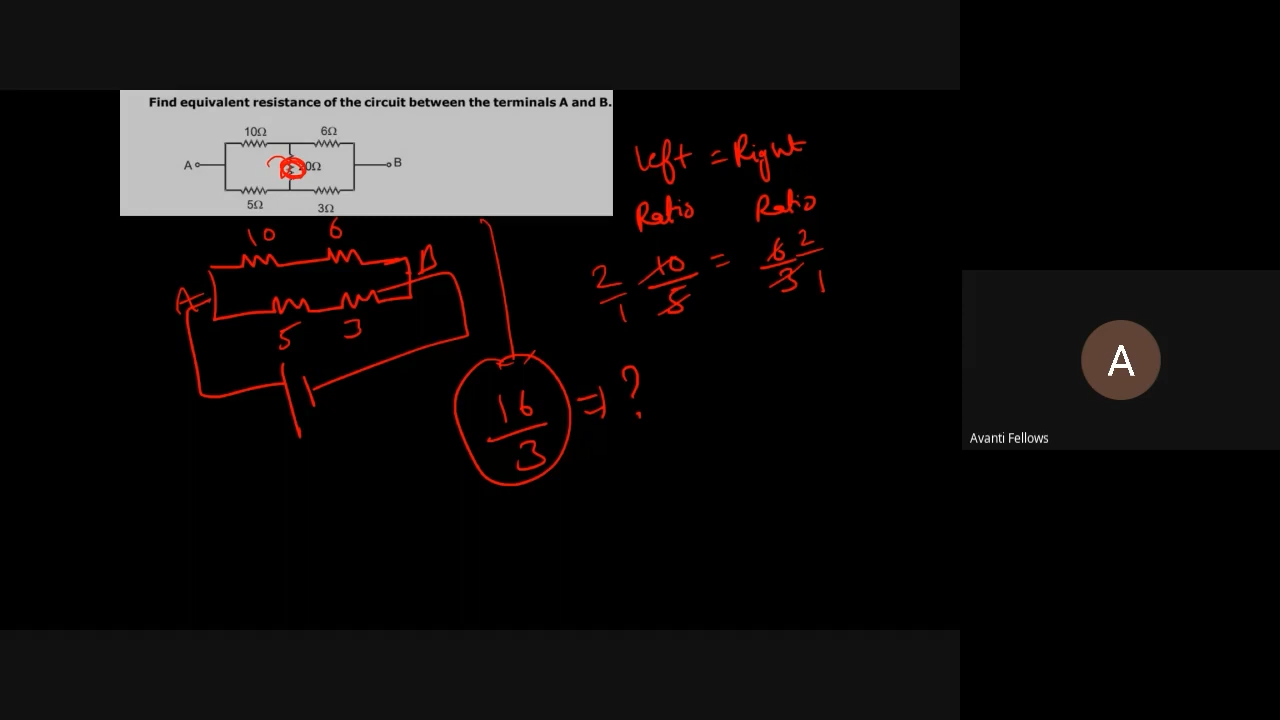 Find equivalent resistance of the circuit between the terminals A and B.
10Ω 6Ω
A 0Ω B
5Ω 3Ω
left = Right
Ratio Ratio
2/1 10/5 = 6/3 2/1
10 6
A B
5 3
16/3 ⇒ ?
A
Avanti Fellows